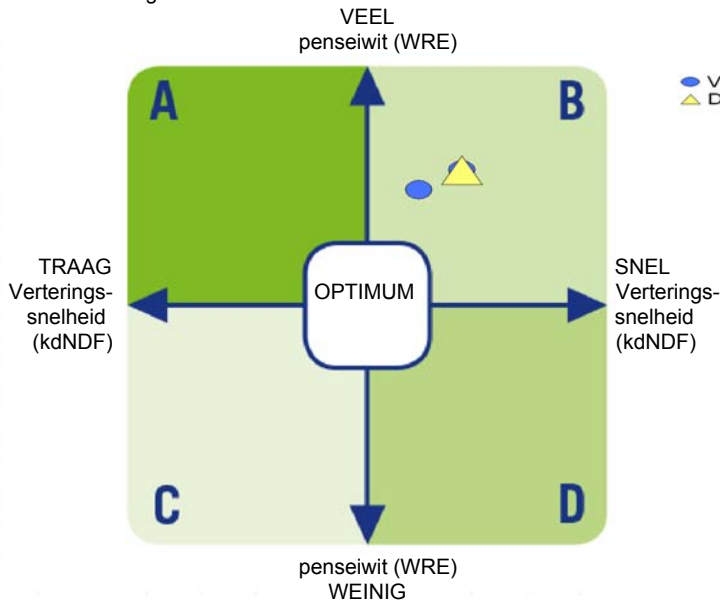 VEEL
penseiwit (WRE)
A
B
V
D
TRAAG
Verterings-
snelheid
(kdNDF)
OPTIMUM
SNEL
Verterings-
snelheid
(kdNDF)
C
D
penseiwit (WRE)
WEINIG